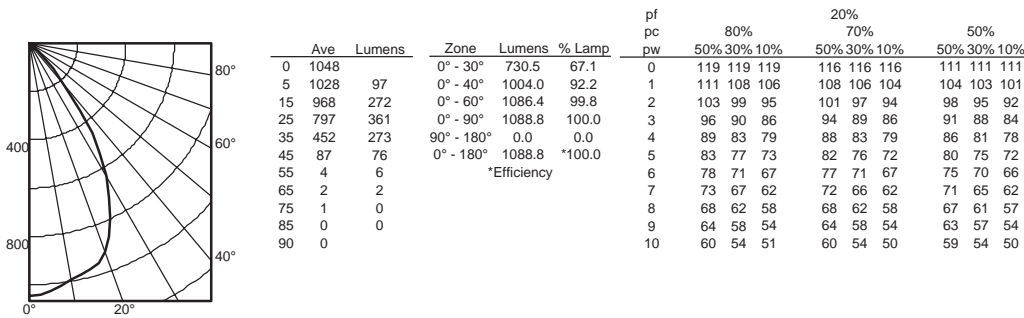 80°
60°
40°
20°
0°
400
800
Ave Lumens
0 1048
5 1028 97
15 968 272
25 797 361
35 452 273
45 87 76
55 4 6
65 2 2
75 1 0
85 0 0
90 0
Zone Lumens % Lamp
0° - 30° 730.5 67.1
0° - 40° 1004.0 92.2
0° - 60° 1086.4 99.8
0° - 90° 1088.8 100.0
90° - 180° 0.0 0.0
0° - 180° 1088.8 *100.0
*Efficiency
pf 20%
pc 80% 70% 50%
pw 50% 30% 10% 50% 30% 10% 50% 30% 10%
0 119 119 119 116 116 116 111 111 111
1 111 108 106 108 106 104 104 103 101
2 103 99 95 101 97 94 98 95 92
3 96 90 86 94 89 86 91 88 84
4 89 83 79 88 83 79 86 81 78
5 83 77 73 82 76 72 80 75 72
6 78 71 67 77 71 67 75 70 66
7 73 67 62 72 66 62 71 65 62
8 68 62 58 68 62 58 67 61 57
9 64 58 54 64 58 54 63 57 54
10 60 54 51 60 54 50 59 54 50